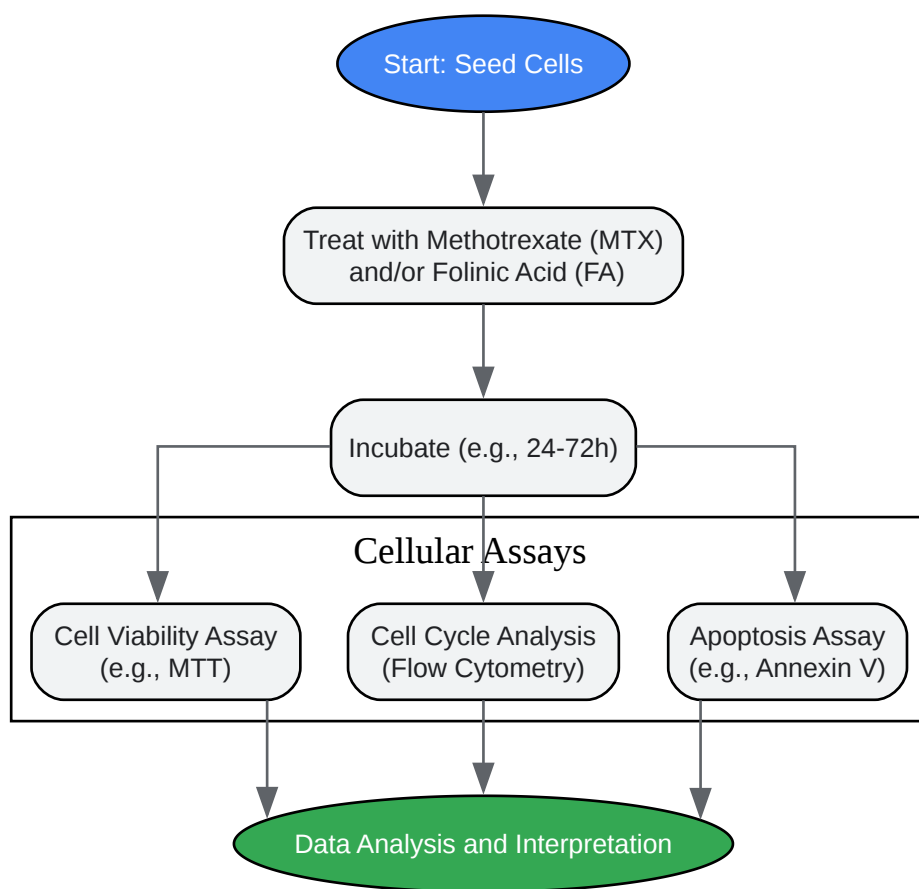 Start: Seed Cells
Treat with Methotrexate (MTX)
and/or Folinic Acid (FA)
Incubate (e.g., 24-72h)
Cellular Assays
Cell Viability Assay
(e.g., MTT)
Cell Cycle Analysis
(Flow Cytometry)
Apoptosis Assay
(e.g., Annexin V)
Data Analysis and Interpretation